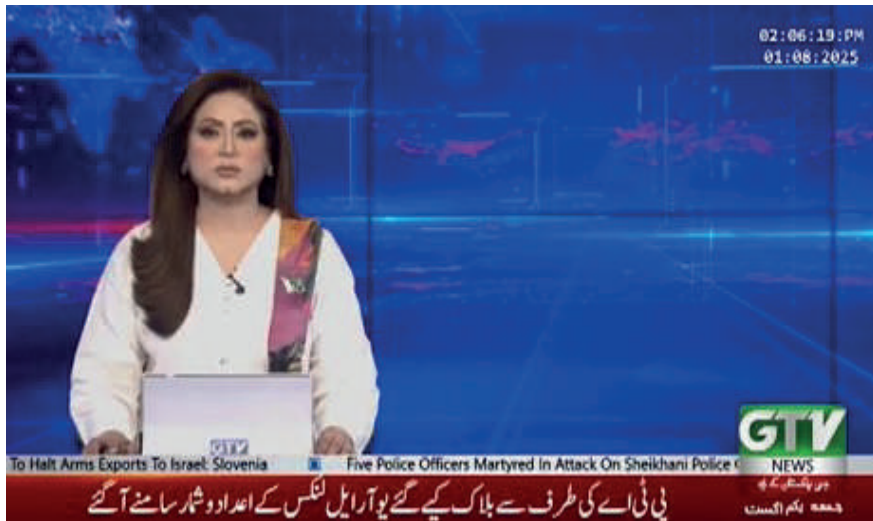 02:06:19:PM
01:08:2025
GTV
GTV
NEWS
To Halt Arms Exports To Israel: Slovenia Five Police Officers Martyred In Attack On Sheikhani Police
پی ٹی اے کی طرف سے بلاک کیے گئے یو آر ایل لنکس کے اعداد و شمار سامنے آگئے
جمعہ یکم اگست